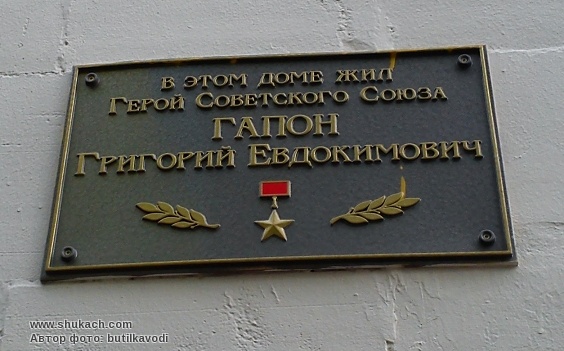 В ЭТОМ ДОМЕ ЖИЛ
ГЕРОЙ СОВЕТСКОГО СОЮЗА
ГАПОН
ГРИГОРИЙ ЕВДОКИМОВИЧ
www.shukach.com
Автор фото: butilkavodi